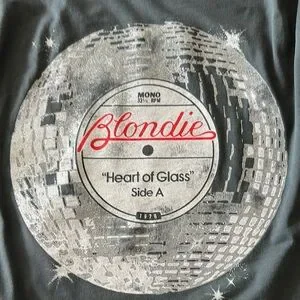 MONO
33⅓ RPM
Blondie
"Heart of Glass"
Side A
1979